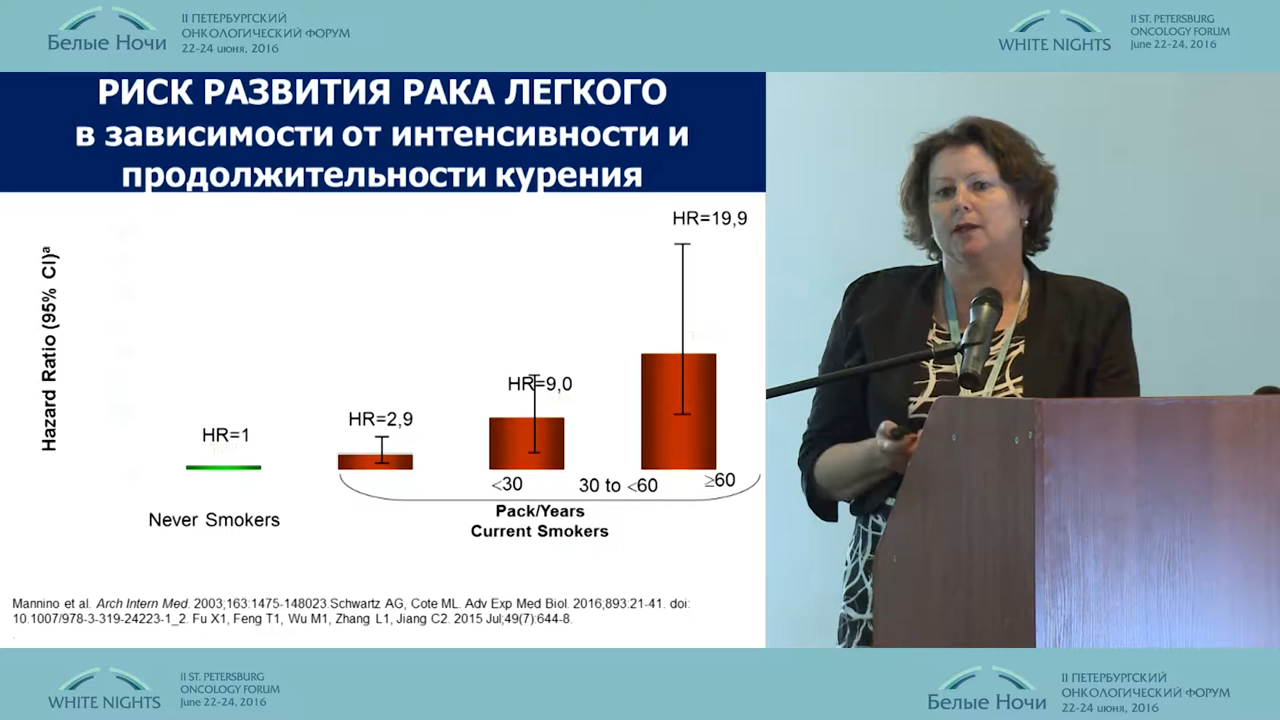 Белые Ночи
II ПЕТЕРБУРГСКИЙ
ОНКОЛОГИЧЕСКИЙ ФОРУМ
22-24 июня, 2016
WHITE NIGHTS
II ST. PETERSBURG
ONCOLOGY FORUM
June 22-24, 2016
РИСК РАЗВИТИЯ РАКА ЛЕГКОГО
в зависимости от интенсивности и
продолжительности курения
Hazard Ratio (95% CI)ª
HR=19,9
HR=9,0
HR=2,9
HR=1
<30
30 to <60
≥60
Never Smokers
Pack/Years
Current Smokers
Mannino et al. Arch Intern Med. 2003;163:1475-148023.Schwartz AG, Cote ML. Adv Exp Med Biol. 2016;893:21-41. doi:
10.1007/978-3-319-24223-1_2. Fu X1, Feng T1, Wu M1, Zhang L1, Jiang C2. 2015 Jul;49(7):644-8.
WHITE NIGHTS
II ST. PETERSBURG
ONCOLOGY FORUM
June 22-24, 2016
Белые Ночи
II ПЕТЕРБУРГСКИЙ
ОНКОЛОГИЧЕСКИЙ ФОРУМ
22-24 июня, 2016